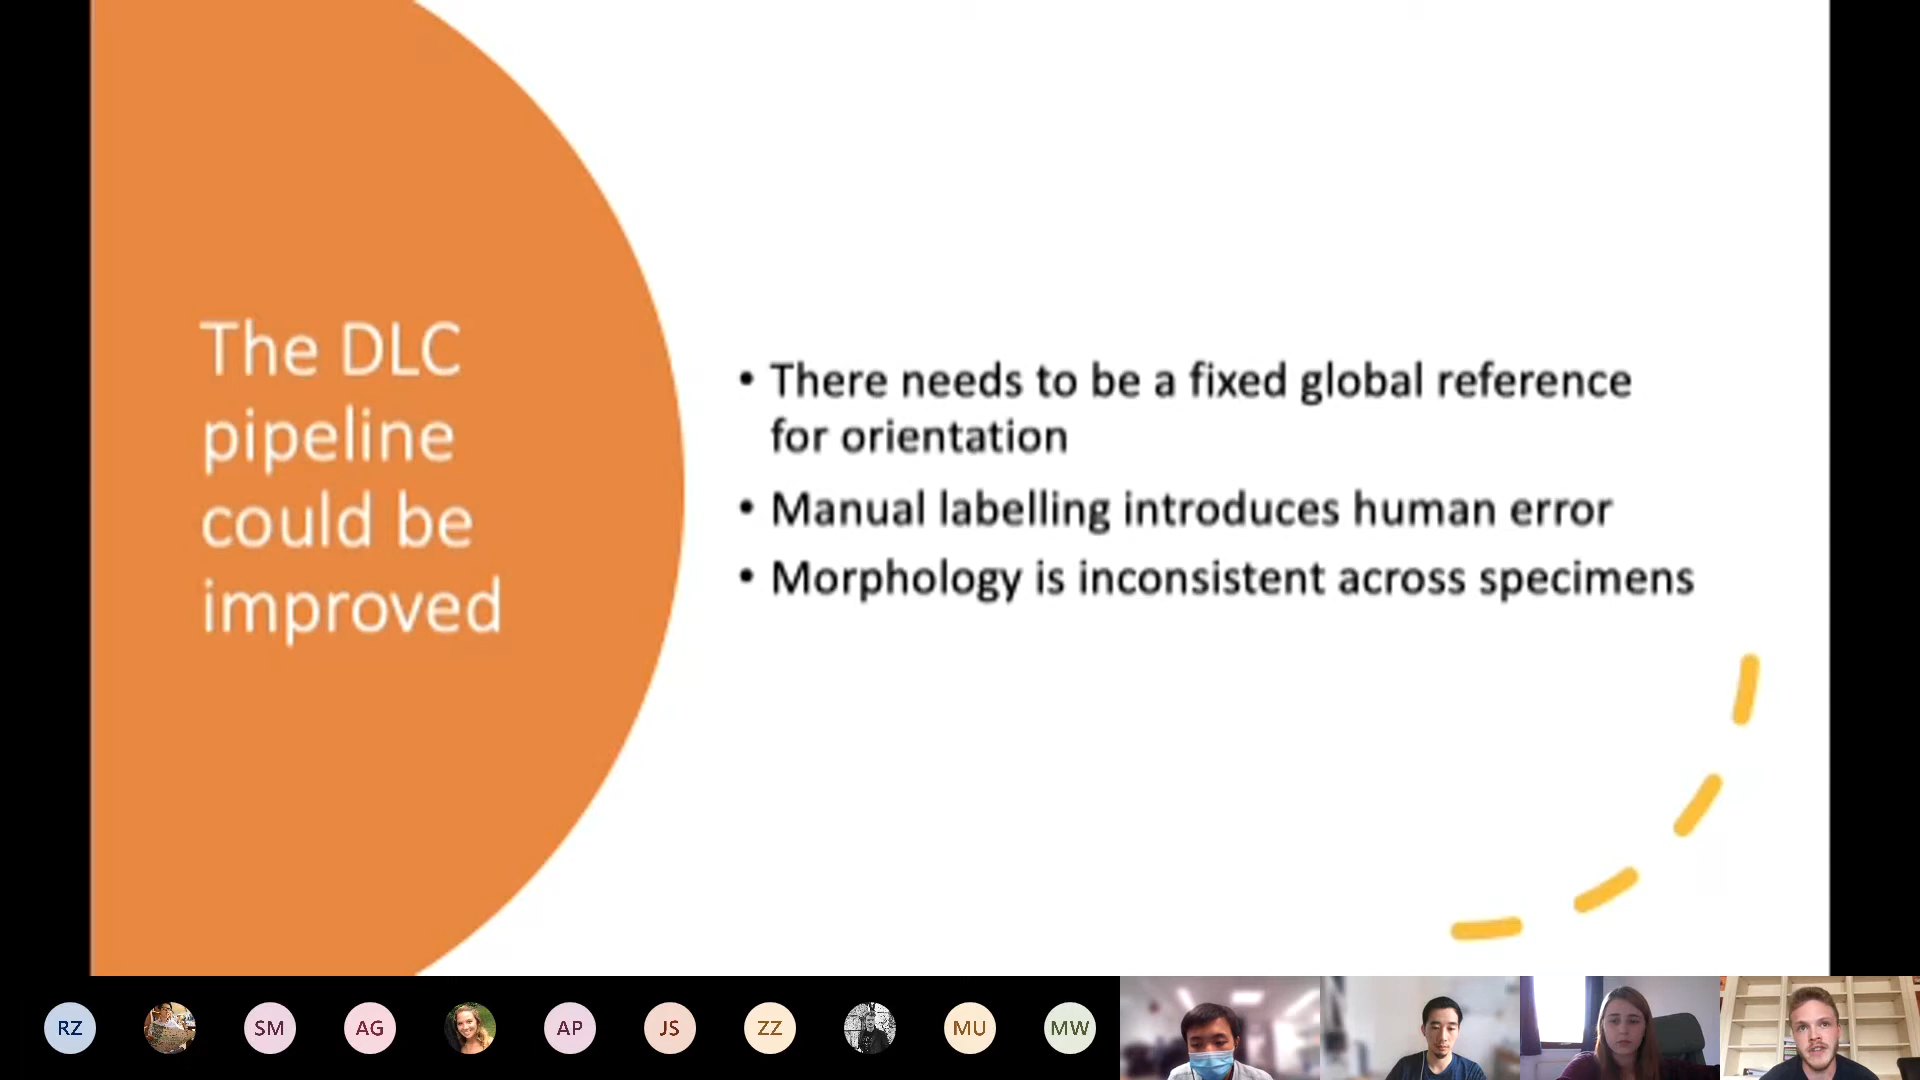 The DLC
pipeline
could be
improved
• There needs to be a fixed global reference
for orientation
• Manual labelling introduces human error
• Morphology is inconsistent across specimens
RZ
SM
AG
AP
JS
ZZ
MU
MW